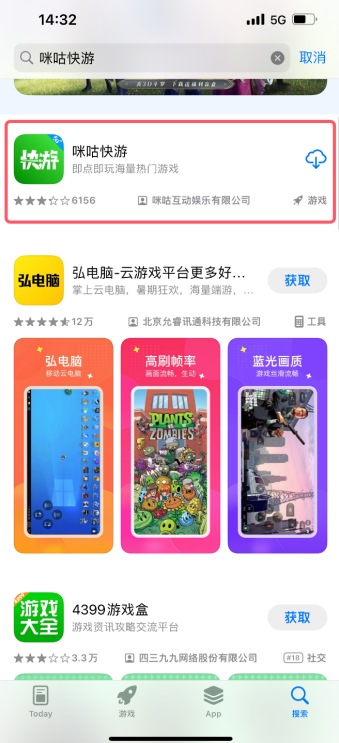 14:32
5G
咪咕快游
取消
快游
咪咕快游
即点即玩海量热门游戏
6156
咪咕互动娱乐有限公司
游戏
弘电脑
弘电脑-云游戏平台更多好...
掌上云电脑，暑期狂欢，海量端游，...
获取
12万
北京允睿讯通科技有限公司
工具
弘电脑
移动云电脑
高刷帧率
画面流畅，生动
PLANTS
VS
ZOMBIES
蓝光画质
游戏丝滑流畅
4399
游戏
大全
4399游戏盒
游戏资讯攻略交流平台
获取
3.3万
四三九九网络股份有限公司
#18
社交
Today
游戏
App
搜索